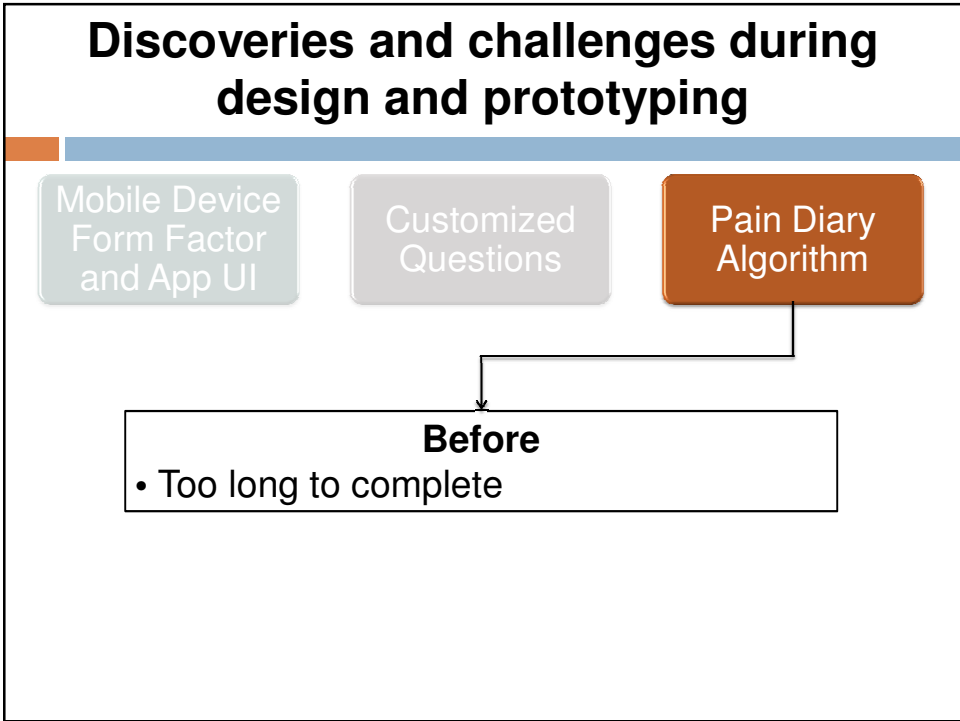 Discoveries and challenges during
design and prototyping
Mobile Device
Form Factor
and App UI
Customized
Questions
Pain Diary
Algorithm
Before
• Too long to complete